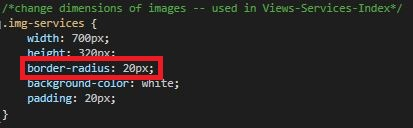 /*change dimensions of images -- used in Views-Services-Index*/
.img-services {
width: 700px;
height: 320px;
border-radius: 20px;
background-color: white;
padding: 20px;
}